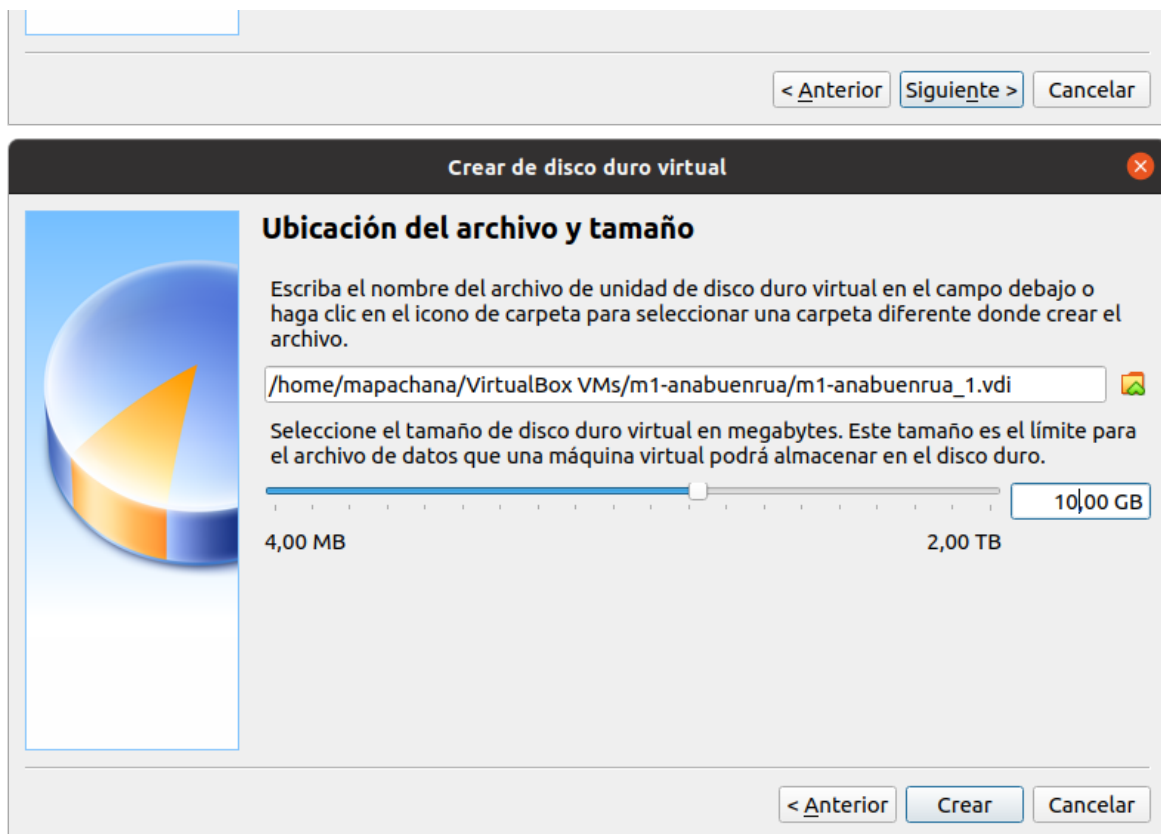 < Anterior Siguiente > Cancelar
Crear de disco duro virtual
Ubicación del archivo y tamaño
Escriba el nombre del archivo de unidad de disco duro virtual en el campo debajo o
haga clic en el icono de carpeta para seleccionar una carpeta diferente donde crear el
archivo.
/home/mapachana/VirtualBox VMs/m1-anabuenrua/m1-anabuenrua_1.vdi
Seleccione el tamaño de disco duro virtual en megabytes. Este tamaño es el límite para
el archivo de datos que una máquina virtual podrá almacenar en el disco duro.
10,00 GB
4,00 MB 2,00 TB
< Anterior Crear Cancelar